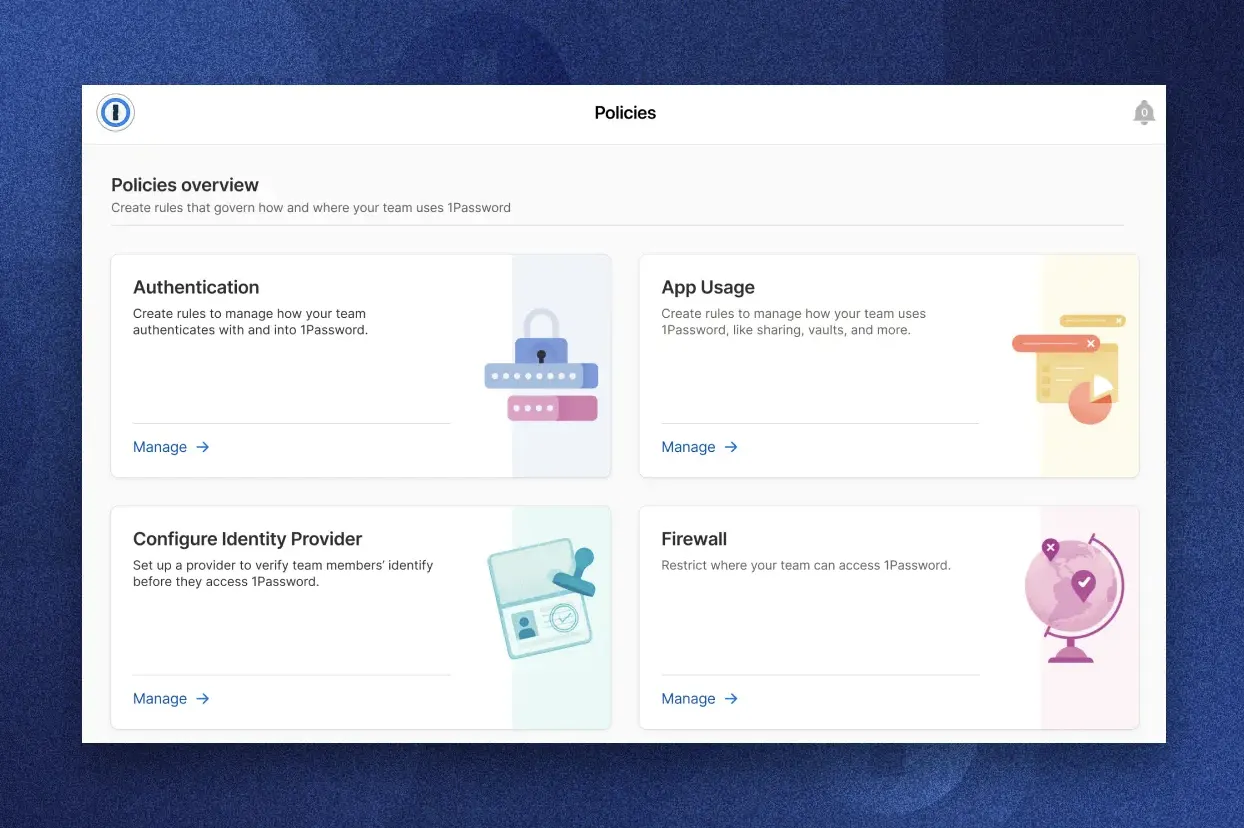 Policies
0
Policies overview
Create rules that govern how and where your team uses 1Password
Authentication
Create rules to manage how your team
authenticates with and into 1Password.
Manage
App Usage
Create rules to manage how your team uses
1Password, like sharing, vaults, and more.
Manage
Configure Identity Provider
Set up a provider to verify team members’ identify
before they access 1Password.
Manage
Firewall
Restrict where your team can access 1Password.
Manage